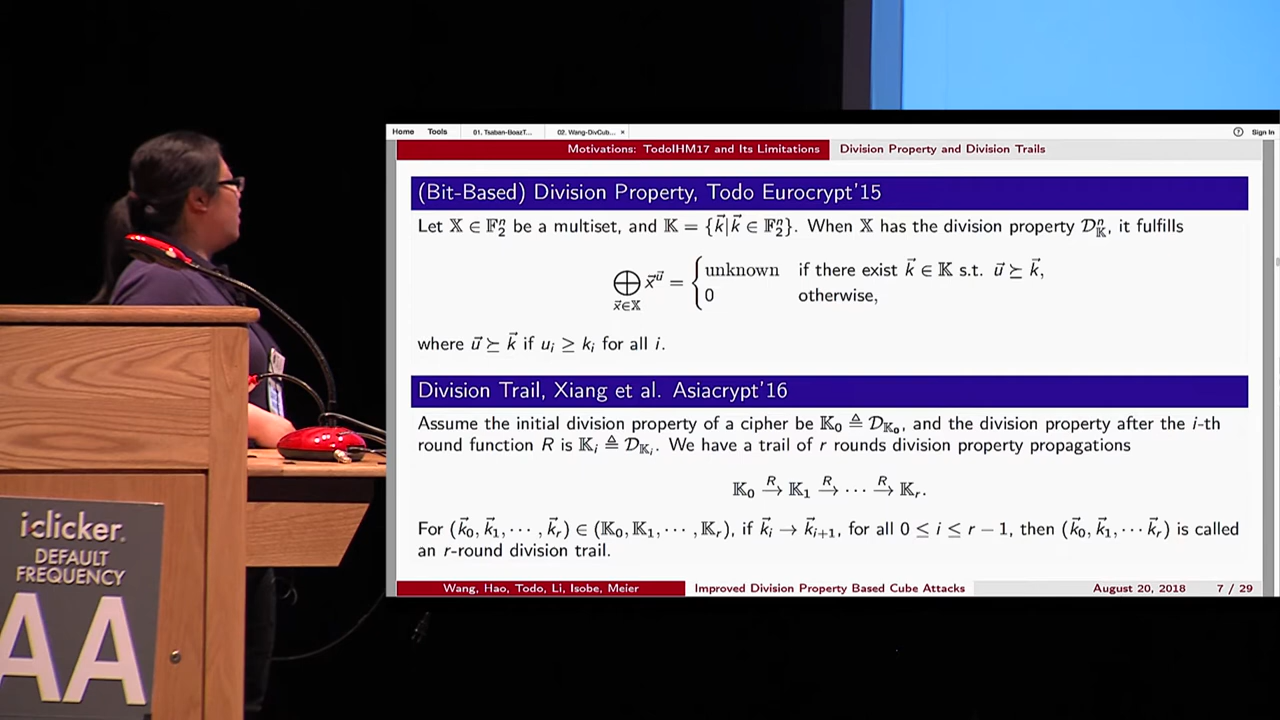 Home Tools 01. Tsaban-BoazT... 02. Wang-DivCub... × ? Sign In
Motivations: TodoIHM17 and Its Limitations Division Property and Division Trails
(Bit-Based) Division Property, Todo Eurocrypt'15
Let 𝕏 ∈ 𝔽₂ⁿ be a multiset, and 𝕂 = {k⃗|k⃗ ∈ 𝔽₂ⁿ}. When 𝕏 has the division property 𝒟ⁿ_𝕂, it fulfills
⨁_{x⃗∈𝕏} x⃗^u⃗ = { unknown if there exist k⃗ ∈ 𝕂 s.t. u⃗ ⪰ k⃗,
0 otherwise,
where u⃗ ⪰ k⃗ if uᵢ ≥ kᵢ for all i.
Division Trail, Xiang et al. Asiacrypt'16
Assume the initial division property of a cipher be 𝕂₀ ≜ 𝒟_𝕂₀, and the division property after the i-th
round function R is 𝕂ᵢ ≜ 𝒟_𝕂ᵢ. We have a trail of r rounds division property propagations
𝕂₀ →ᴿ 𝕂₁ →ᴿ ⋯ →ᴿ 𝕂ᵣ.
For (k⃗₀, k⃗₁, ⋯ , k⃗ᵣ) ∈ (𝕂₀, 𝕂₁, ⋯ , 𝕂ᵣ), if k⃗ᵢ → k⃗ᵢ₊₁, for all 0 ≤ i ≤ r − 1, then (k⃗₀, k⃗₁, ⋯ k⃗ᵣ) is called
an r-round division trail.
Wang, Hao, Todo, Li, Isobe, Meier Improved Division Property Based Cube Attacks August 20, 2018 7 / 29
iclicker.
DEFAULT
FREQUENCY
AA